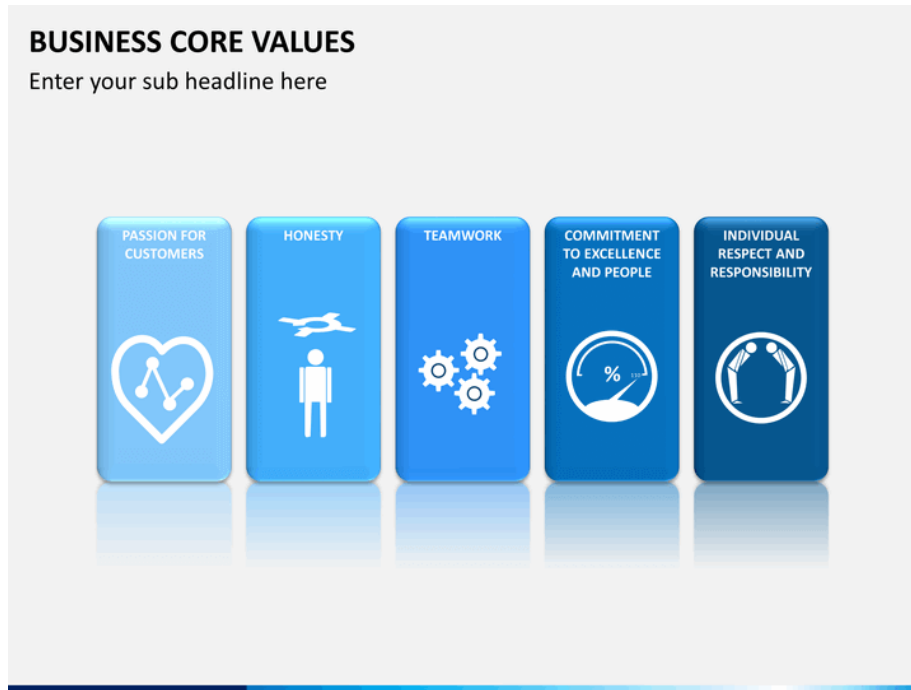 BUSINESS CORE VALUES
Enter your sub headline here
PASSION FOR
CUSTOMERS
HONESTY
TEAMWORK
COMMITMENT
TO EXCELLENCE
AND PEOPLE
INDIVIDUAL
RESPECT AND
RESPONSIBILITY
%